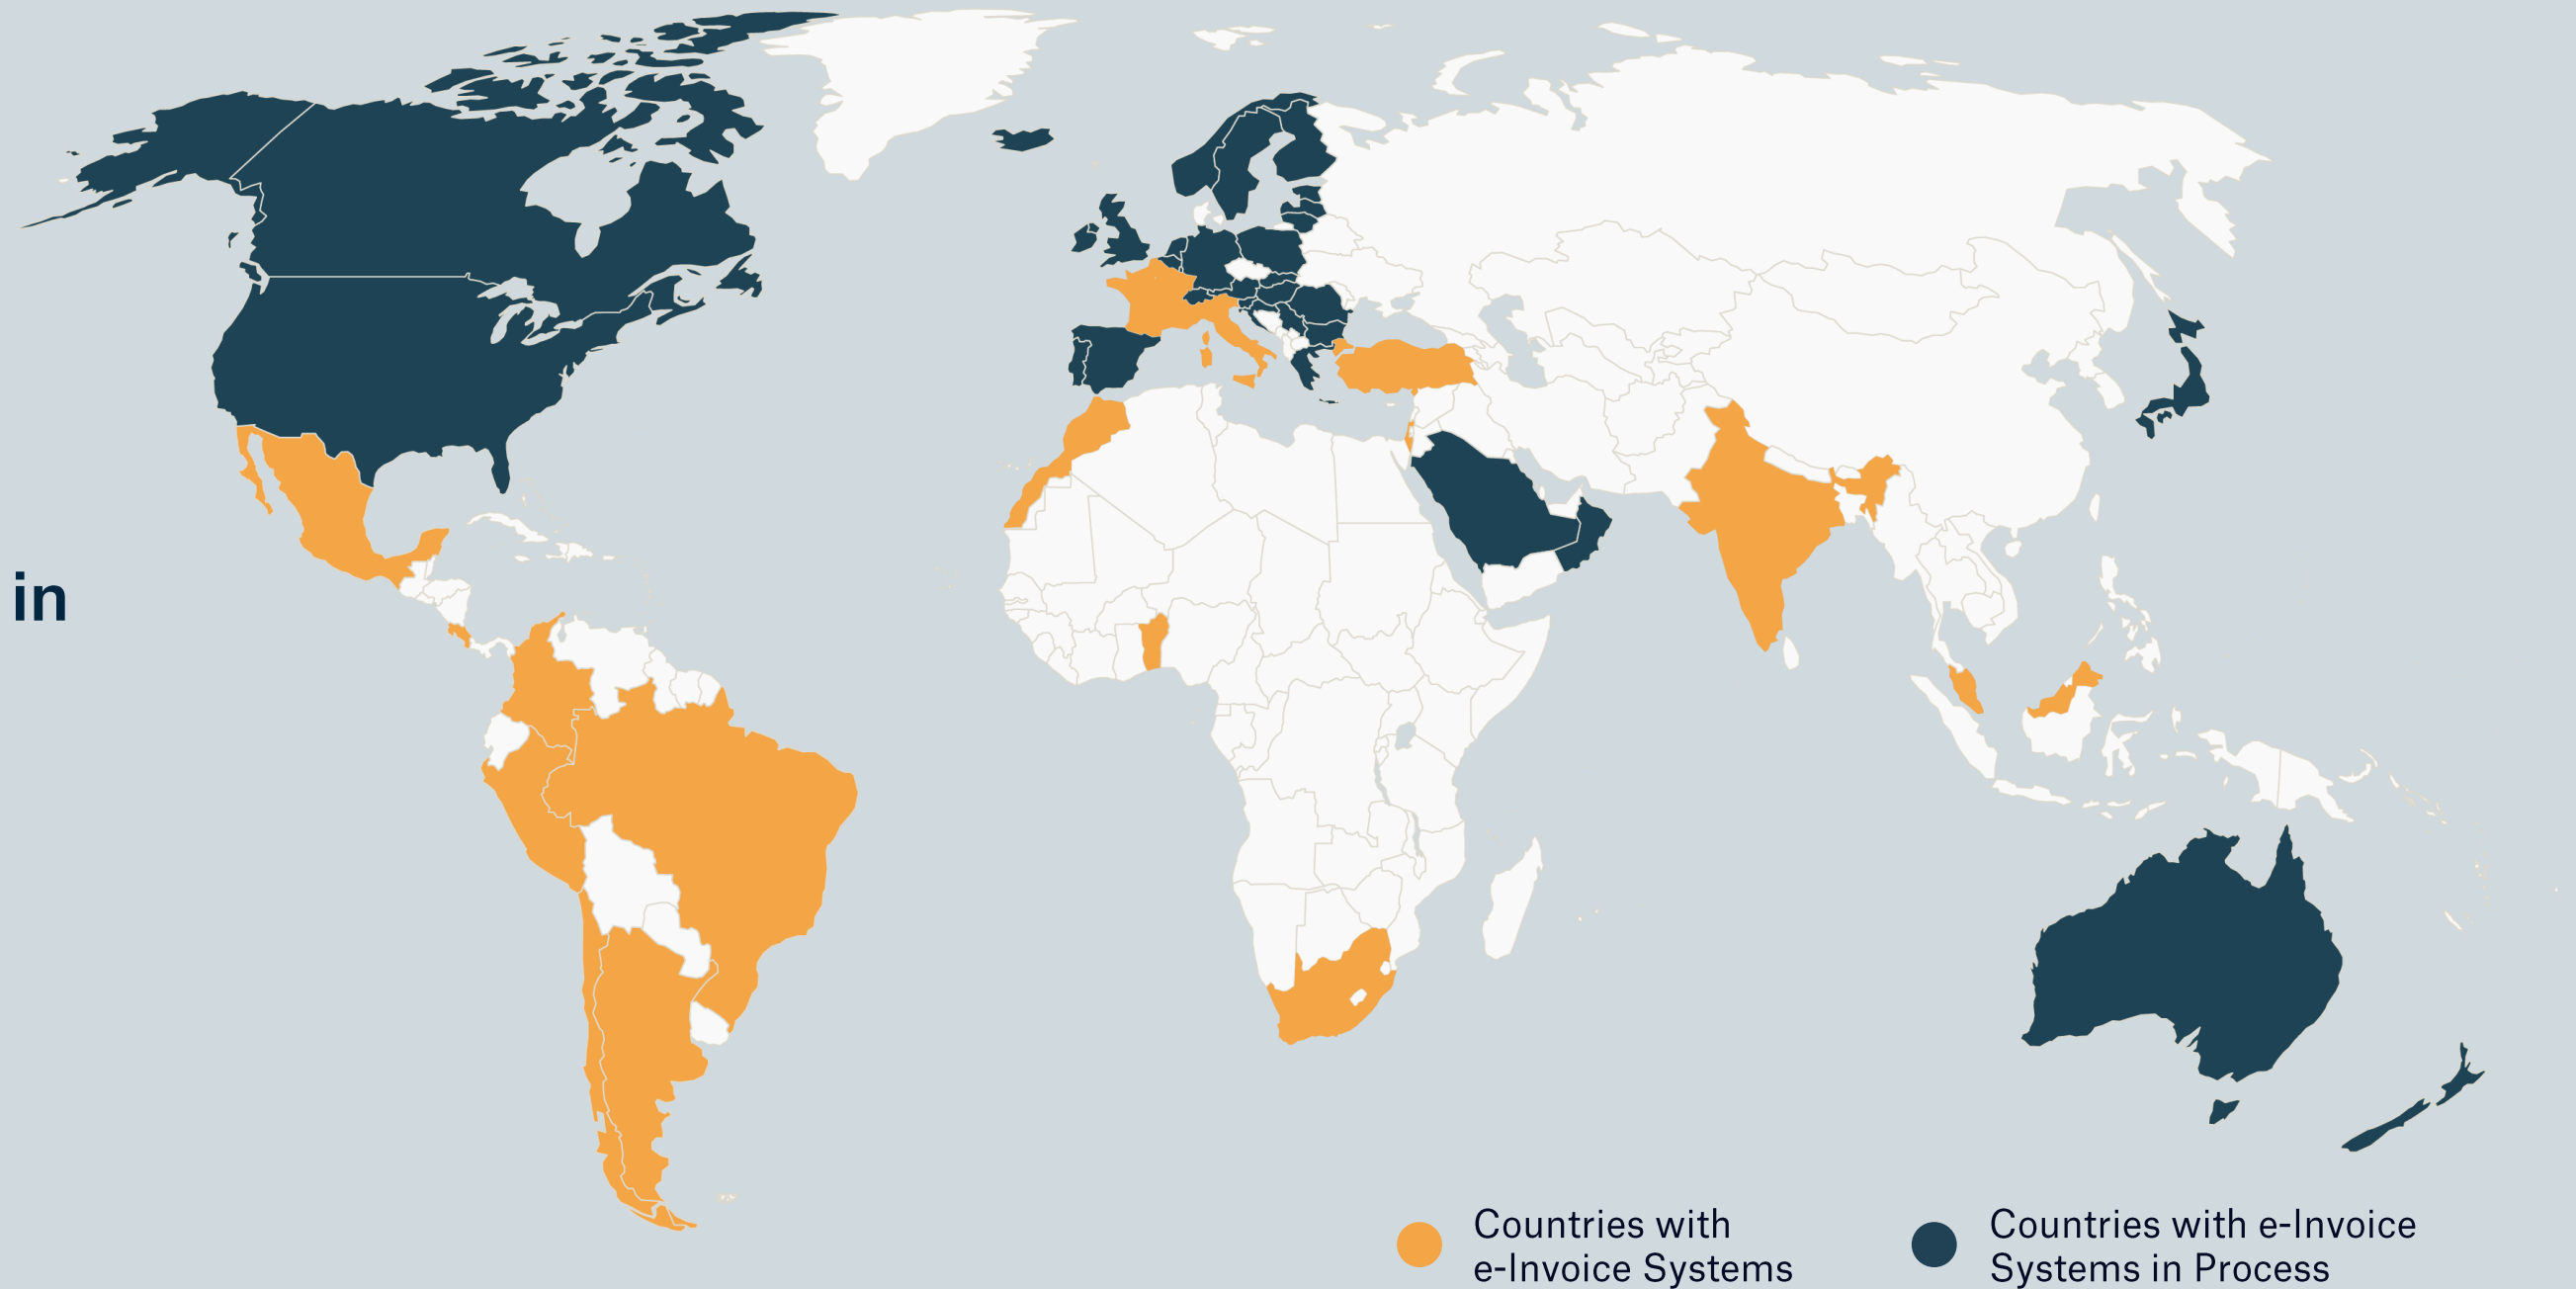 in
Countries with
e-Invoice Systems
Countries with e-Invoice
Systems in Process